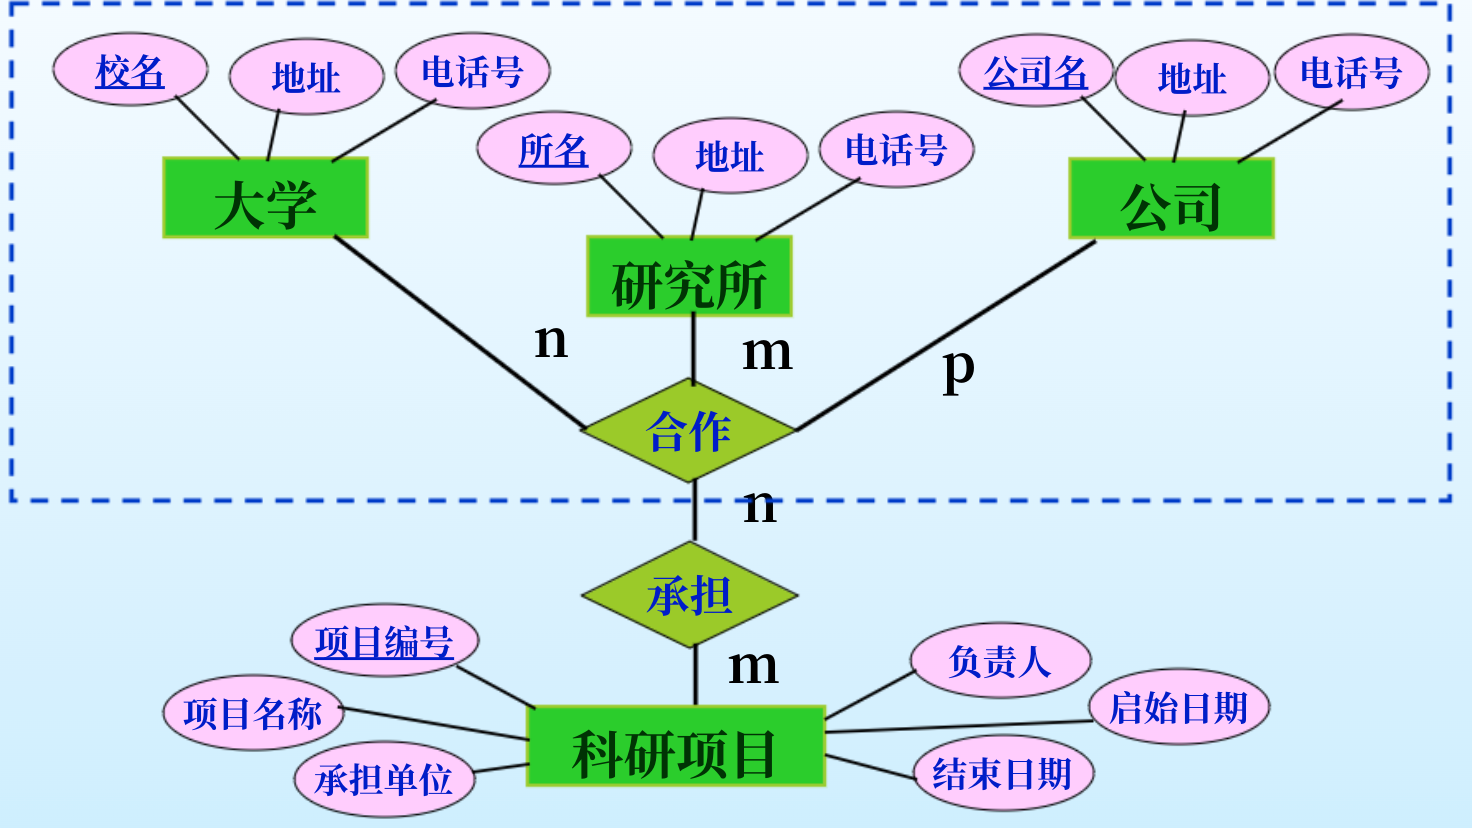 校名
地址
电话号
公司名
地址
电话号
所名
地址
电话号
大学
公司
研究所
n
m
p
合作
n
承担
m
项目编号
负责人
项目名称
启始日期
科研项目
承担单位
结束日期